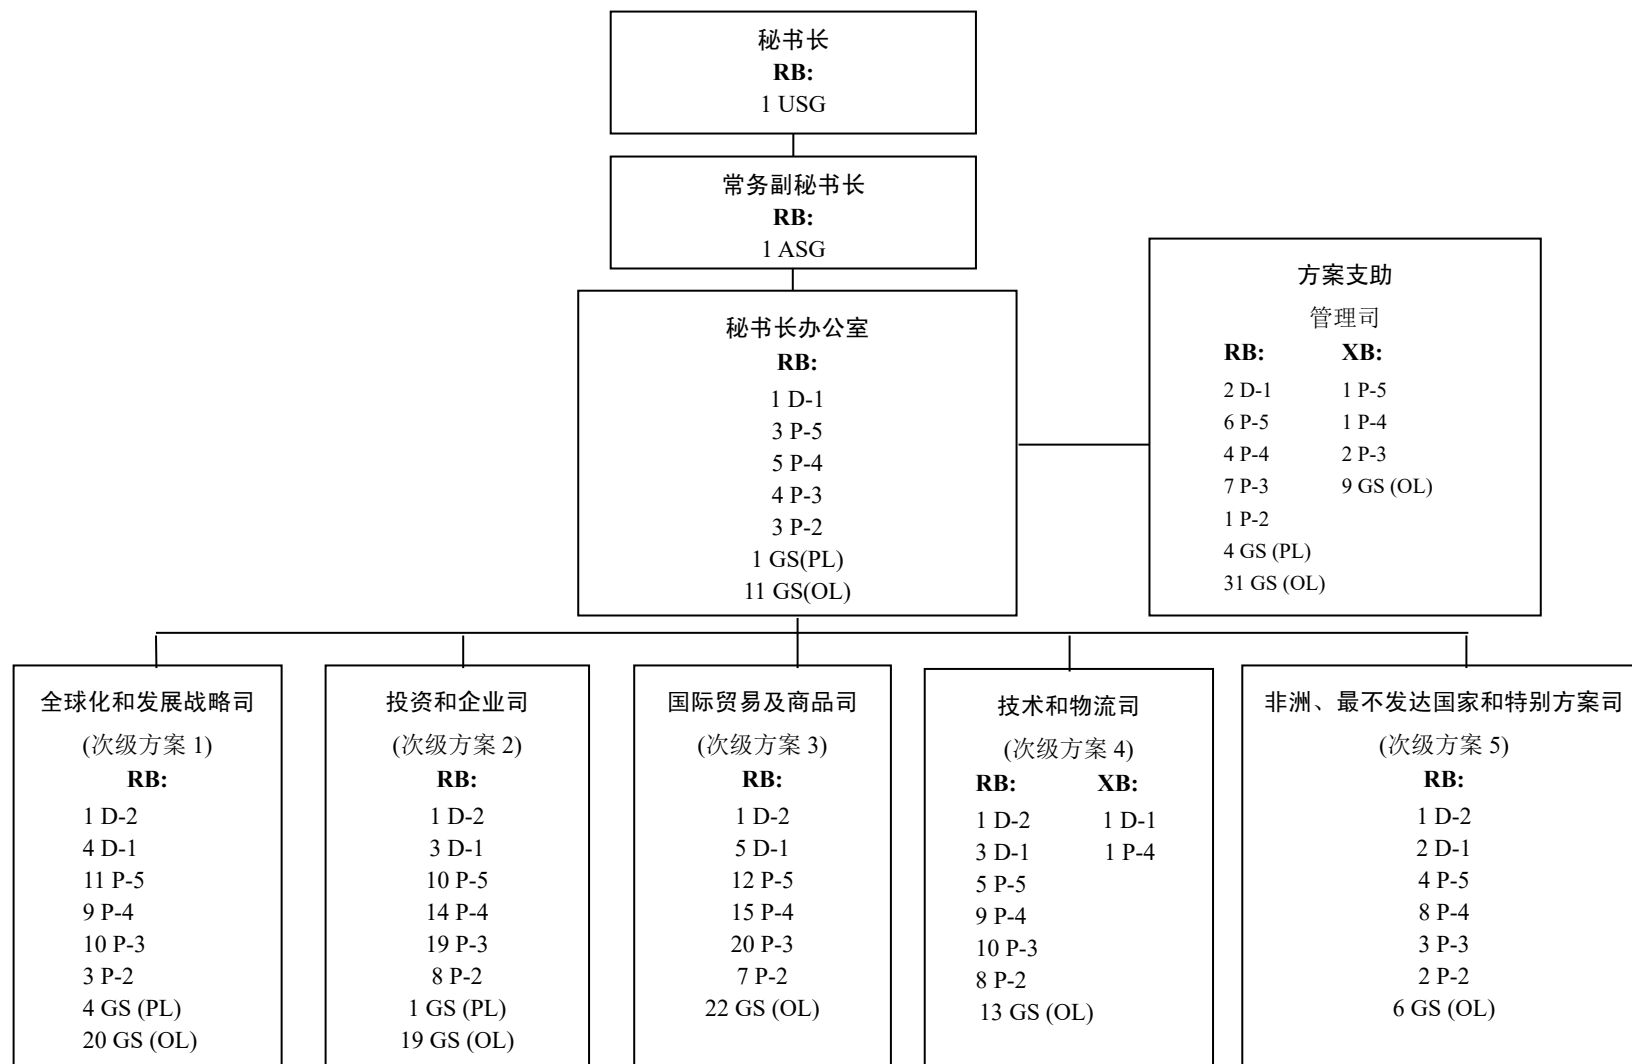 秘书长
RB:
1 USG
常务副秘书长
RB:
1 ASG
秘书长办公室
RB:
1 D-1
3 P-5
5 P-4
4 P-3
3 P-2
1 GS(PL)
11 GS(OL)
方案支助
管理司
RB:
2 D-1
6 P-5
4 P-4
7 P-3
1 P-2
4 GS (PL)
31 GS (OL)
XB:
1 P-5
1 P-4
2 P-3
9 GS (OL)
全球化和发展战略司
(次级方案 1)
RB:
1 D-2
4 D-1
11 P-5
9 P-4
10 P-3
3 P-2
4 GS (PL)
20 GS (OL)
投资和企业司
(次级方案 2)
RB:
1 D-2
3 D-1
10 P-5
14 P-4
19 P-3
8 P-2
1 GS (PL)
19 GS (OL)
国际贸易及商品司
(次级方案 3)
RB:
1 D-2
5 D-1
12 P-5
15 P-4
20 P-3
7 P-2
22 GS (OL)
技术和物流司
(次级方案 4)
RB:
1 D-2
3 D-1
5 P-5
9 P-4
10 P-3
8 P-2
13 GS (OL)
XB:
1 D-1
1 P-4
非洲、最不发达国家和特别方案司
(次级方案 5)
RB:
1 D-2
2 D-1
4 P-5
8 P-4
3 P-3
2 P-2
6 GS (OL)